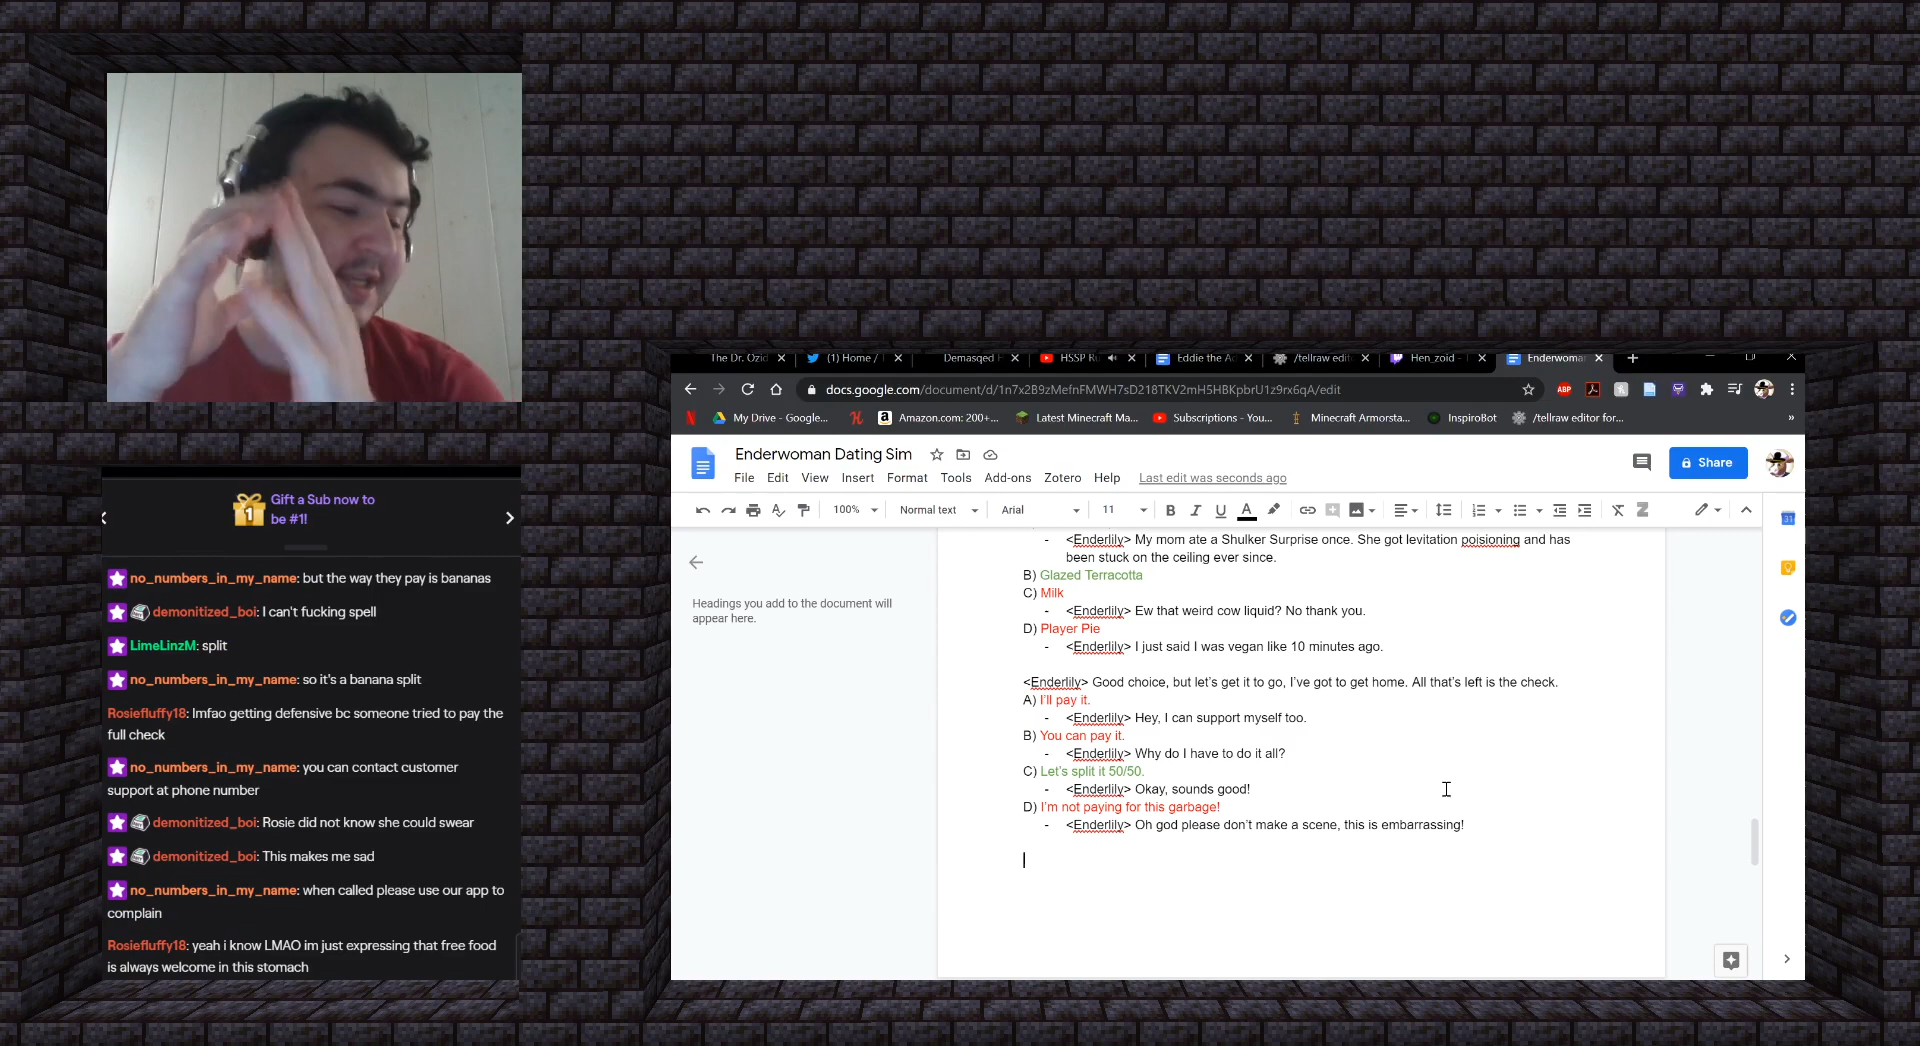 Gift a Sub now to
be #1!
1
no_numbers_in_my_name: but the way they pay is bananas
demonitized_boi: I can't fucking spell
LimeLinzM: split
no_numbers_in_my_name: so it's a banana split
Rosiefluffy18: lmfao getting defensive bc someone tried to pay the
full check
no_numbers_in_my_name: you can contact customer
support at phone number
demonitized_boi: Rosie did not know she could swear
demonitized_boi: This makes me sad
no_numbers_in_my_name: when called please use our app to
complain
Rosiefluffy18: yeah i know LMAO im just expressing that free food
is always welcome in this stomach
The Dr. Ozid
(1) Home /
Demasqed H
HSSP Ru
Eddie the Ac
/tellraw edit
Hen_zoid -
Enderwoman
docs.google.com/document/d/1n7x2B9zMefnFMWH7sD218TKV2mH5HBKpbrU1z9rx6qA/edit
ABP
My Drive - Google...
Amazon.com: 200+...
Latest Minecraft Ma...
Subscriptions - You...
Minecraft Armorsta...
InspiroBot
/tellraw editor for...
Enderwoman Dating Sim
File Edit View Insert Format Tools Add-ons Zotero Help Last edit was seconds ago
Share
100% Normal text Arial 11 B I U A
Headings you add to the document will
appear here.
- <Enderlily> My mom ate a Shulker Surprise once. She got levitation poisioning and has
been stuck on the ceiling ever since.
B) Glazed Terracotta
C) Milk
- <Enderlily> Ew that weird cow liquid? No thank you.
D) Player Pie
- <Enderlily> I just said I was vegan like 10 minutes ago.
<Enderlily> Good choice, but let's get it to go, I've got to get home. All that's left is the check.
A) I'll pay it.
- <Enderlily> Hey, I can support myself too.
B) You can pay it.
- <Enderlily> Why do I have to do it all?
C) Let's split it 50/50.
- <Enderlily> Okay, sounds good!
D) I'm not paying for this garbage!
- <Enderlily> Oh god please don't make a scene, this is embarrassing!
31